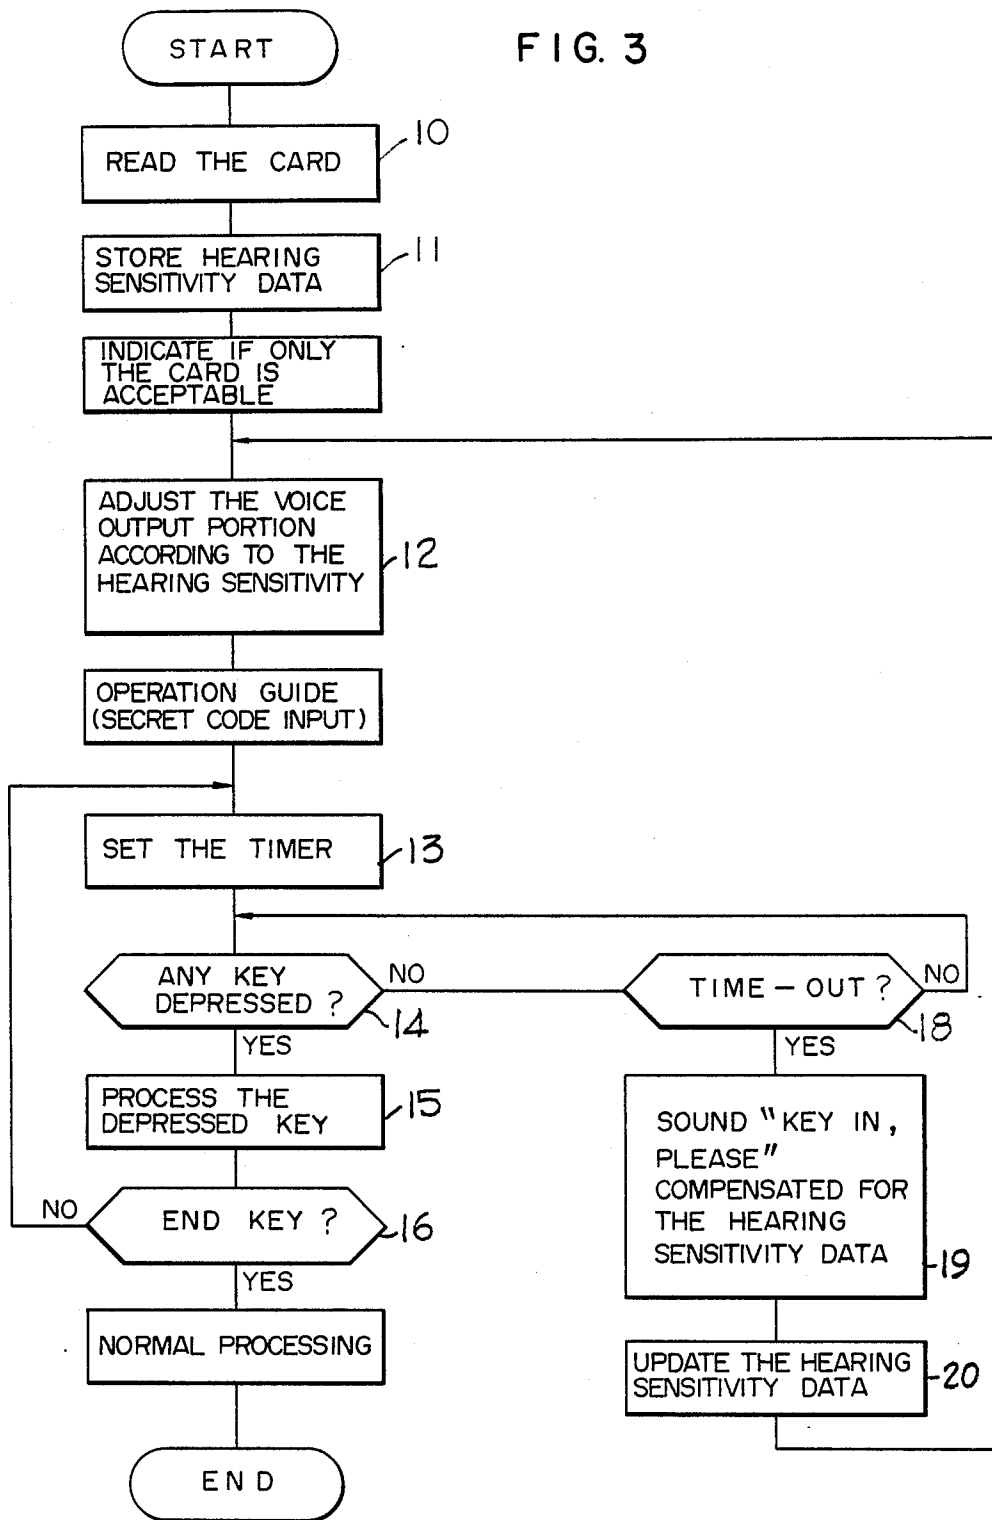 START
FIG. 3
READ THE CARD
10
STORE HEARING
SENSITIVITY DATA
11
INDICATE IF ONLY
THE CARD IS
ACCEPTABLE
ADJUST THE VOICE
OUTPUT PORTION
ACCORDING TO THE
HEARING SENSITIVITY
12
OPERATION GUIDE
(SECRET CODE INPUT)
SET THE TIMER
13
ANY KEY
DEPRESSED ?
NO
14
YES
TIME-OUT ?
NO
18
YES
PROCESS THE
DEPRESSED KEY
15
SOUND "KEY IN,
PLEASE"
COMPENSATED FOR
THE HEARING
SENSITIVITY DATA
19
NO
END KEY ?
16
YES
NORMAL PROCESSING
UPDATE THE HEARING
SENSITIVITY DATA
20
END